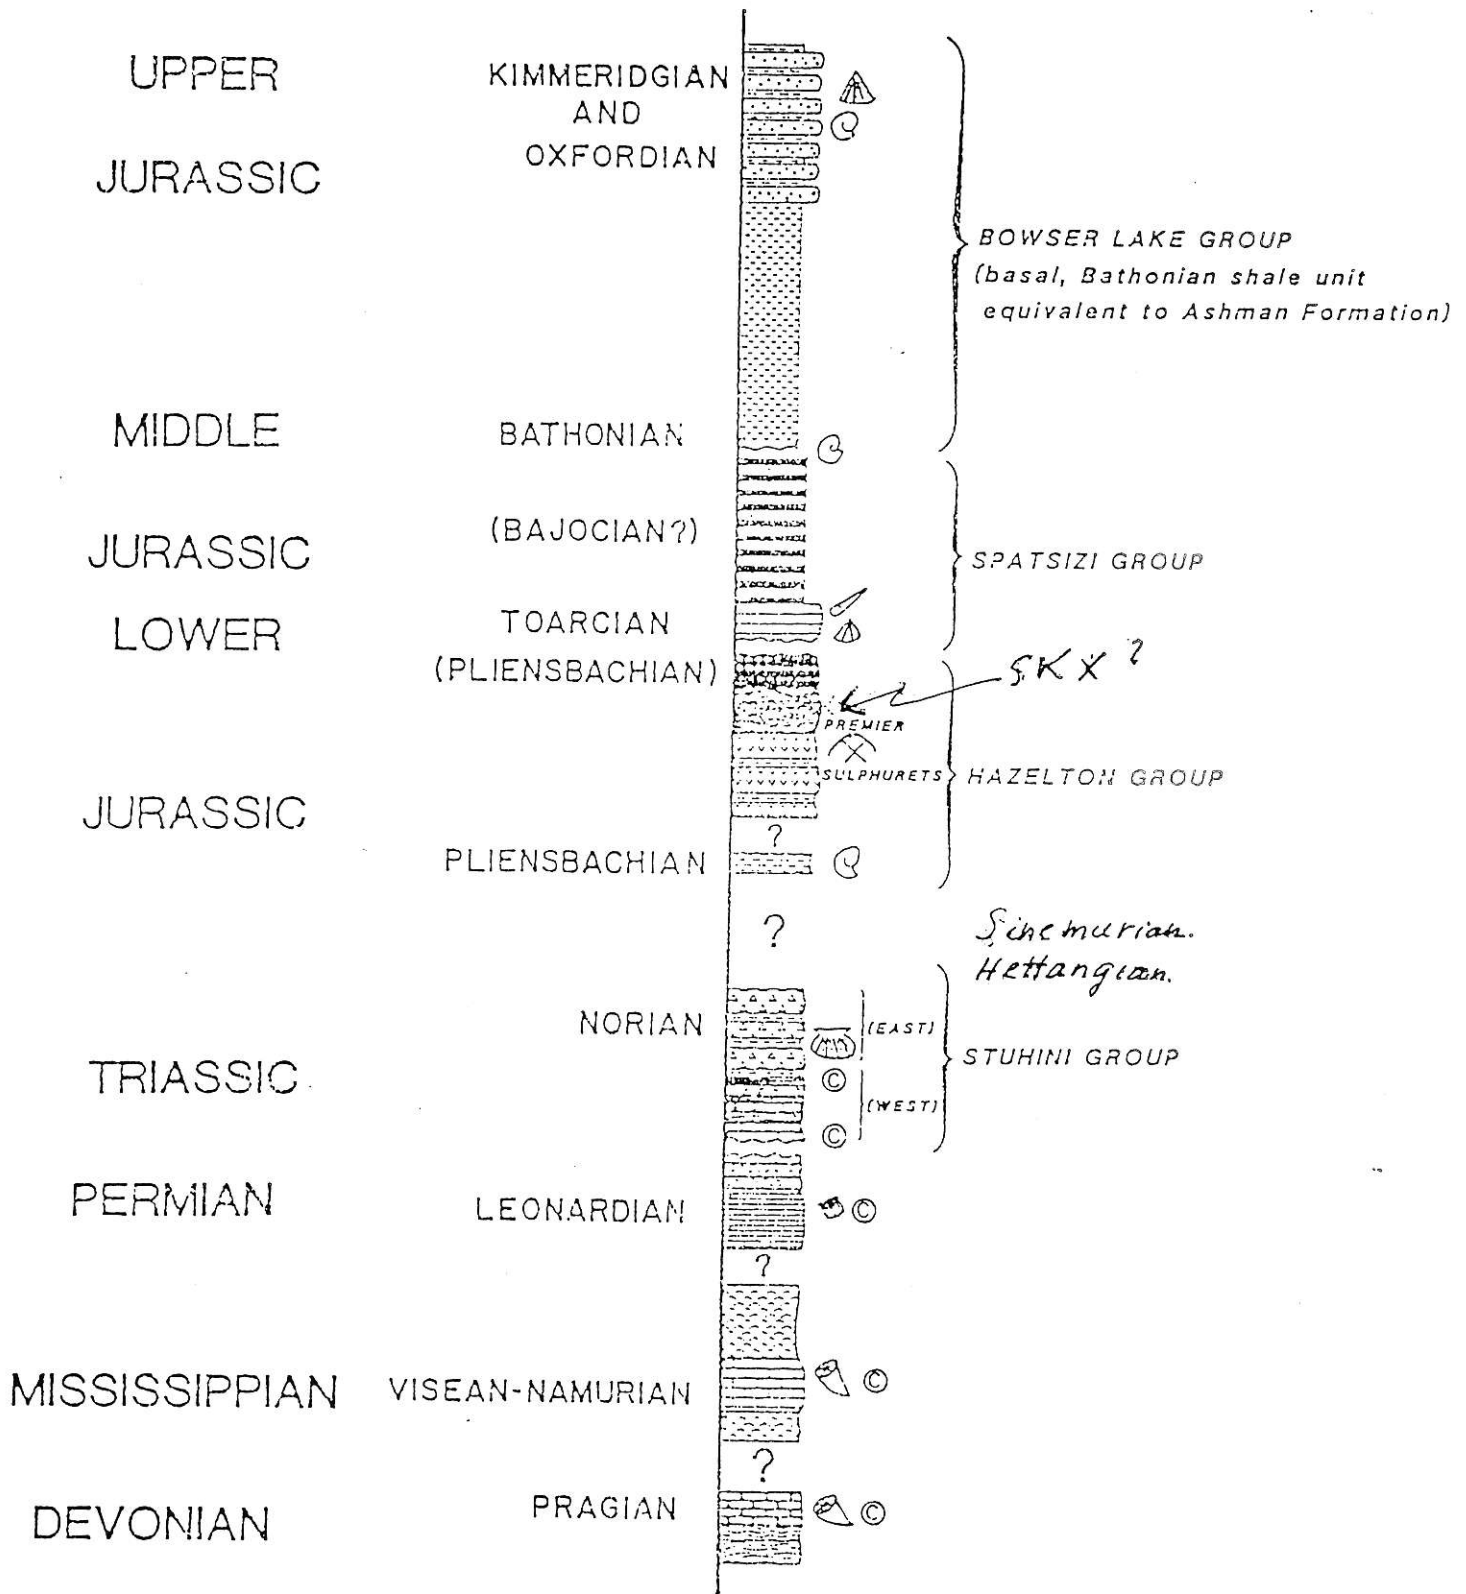 UPPER
JURASSIC
KIMMERIDGIAN
AND
OXFORDIAN
BOWSER LAKE GROUP
(basal, Bathonian shale unit
equivalent to Ashman Formation)
MIDDLE
JURASSIC
BATHONIAN
(BAJOCIAN?)
SPATSIZI GROUP
LOWER
JURASSIC
TOARCIAN
(PLIENSBACHIAN)
?
PREMIER
SULPHURETS
HAZELTON GROUP
?
PLIENSBACHIAN
?
Sinemurian.
Hettangian.
TRIASSIC
NORIAN
(EAST)
©
(WEST)
©
STUHINI GROUP
PERMIAN
LEONARDIAN
©
?
MISSISSIPPIAN
VISEAN-NAMURIAN
©
?
DEVONIAN
PRAGIAN
©